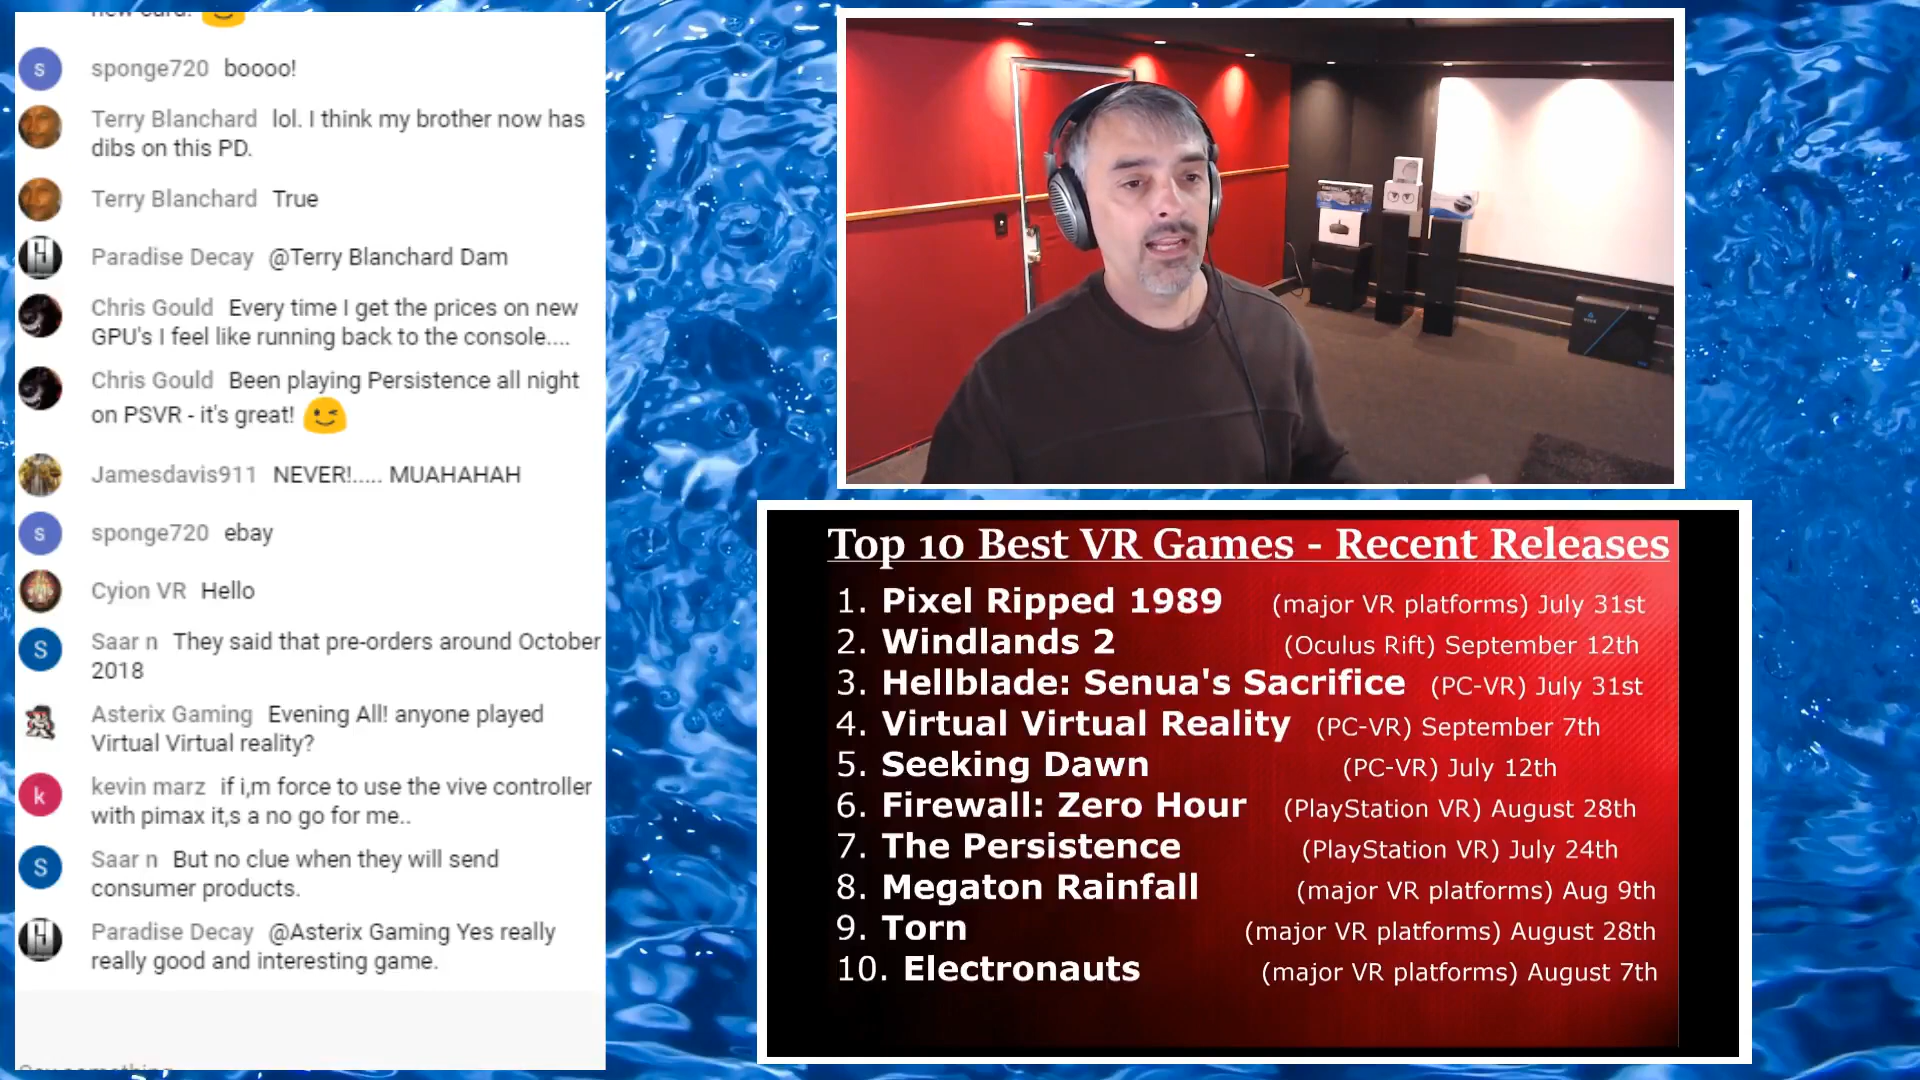 new card!
sponge720 boooo!
Terry Blanchard lol. I think my brother now has
dibs on this PD.
Terry Blanchard True
Paradise Decay @Terry Blanchard Dam
Chris Gould Every time I get the prices on new
GPU's I feel like running back to the console....
Chris Gould Been playing Persistence all night
on PSVR - it's great!
Jamesdavis911 NEVER!..... MUAHAHAH
sponge720 ebay
Cyion VR Hello
Saar n They said that pre-orders around October
2018
Asterix Gaming Evening All! anyone played
Virtual Virtual reality?
kevin marz if i,m force to use the vive controller
with pimax it,s a no go for me..
Saar n But no clue when they will send
consumer products.
Paradise Decay @Asterix Gaming Yes really
really good and interesting game.
Top 10 Best VR Games - Recent Releases
1. Pixel Ripped 1989 (major VR platforms) July 31st
2. Windlands 2 (Oculus Rift) September 12th
3. Hellblade: Senua's Sacrifice (PC-VR) July 31st
4. Virtual Virtual Reality (PC-VR) September 7th
5. Seeking Dawn (PC-VR) July 12th
6. Firewall: Zero Hour (PlayStation VR) August 28th
7. The Persistence (PlayStation VR) July 24th
8. Megaton Rainfall (major VR platforms) Aug 9th
9. Torn (major VR platforms) August 28th
10. Electronauts (major VR platforms) August 7th